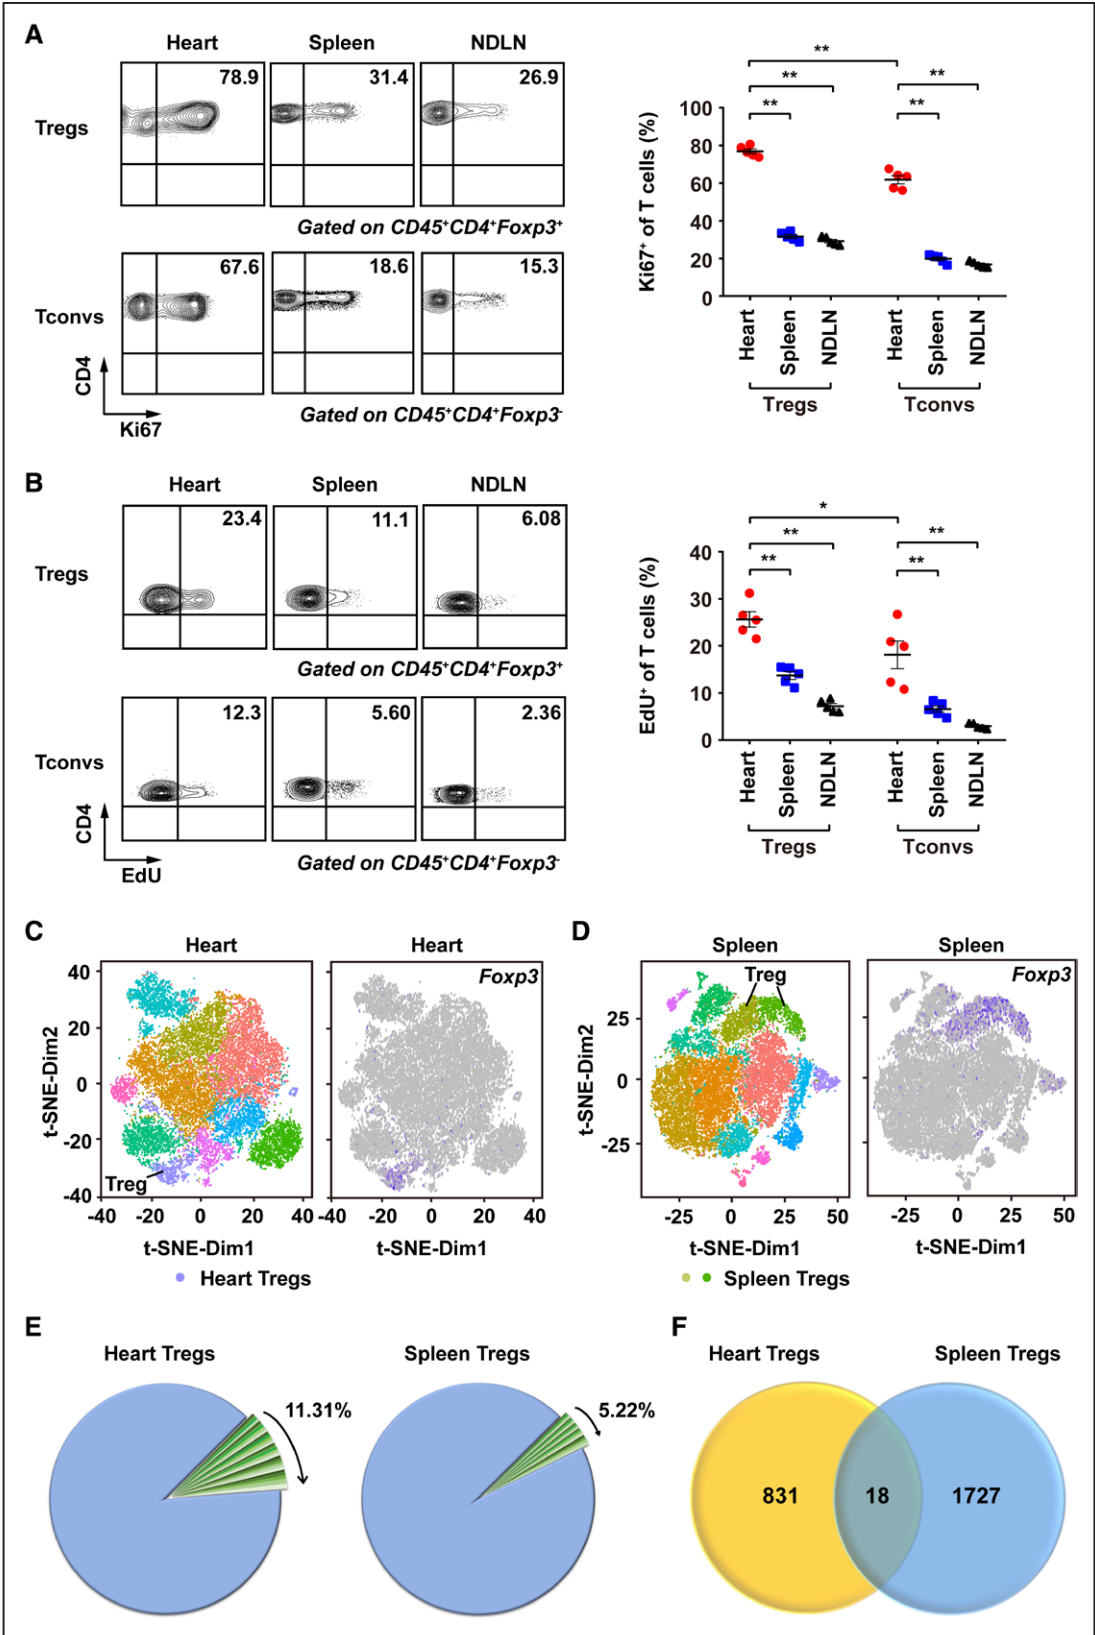 A
Heart Spleen NDLN
Tregs 78.9 31.4 26.9
Gated on CD45⁺CD4⁺Foxp3⁺
Tconvs 67.6 18.6 15.3
CD4
Ki67
Gated on CD45⁺CD4⁺Foxp3⁻
** 
** **
** **
Ki67⁺ of T cells (%)
100
80
60
40
20
0
Heart Spleen NDLN Heart Spleen NDLN
Tregs Tconvs
B
Heart Spleen NDLN
Tregs 23.4 11.1 6.08
Gated on CD45⁺CD4⁺Foxp3⁺
Tconvs 12.3 5.60 2.36
CD4
EdU
Gated on CD45⁺CD4⁺Foxp3⁻
*
** **
** **
EdU⁺ of T cells (%)
40
30
20
10
0
Heart Spleen NDLN Heart Spleen NDLN
Tregs Tconvs
C
Heart Heart
Foxp3
t-SNE-Dim2
40
20
0
-20
-40
Treg
-40 -20 0 20 40 -40 -20 0 20 40
t-SNE-Dim1 t-SNE-Dim1
Heart Tregs
D
Spleen Spleen
Treg Foxp3
t-SNE-Dim2
25
0
-25
-25 0 25 50 -25 0 25 50
t-SNE-Dim1 t-SNE-Dim1
Spleen Tregs
E
Heart Tregs Spleen Tregs
11.31% 5.22%
F
Heart Tregs Spleen Tregs
831 18 1727